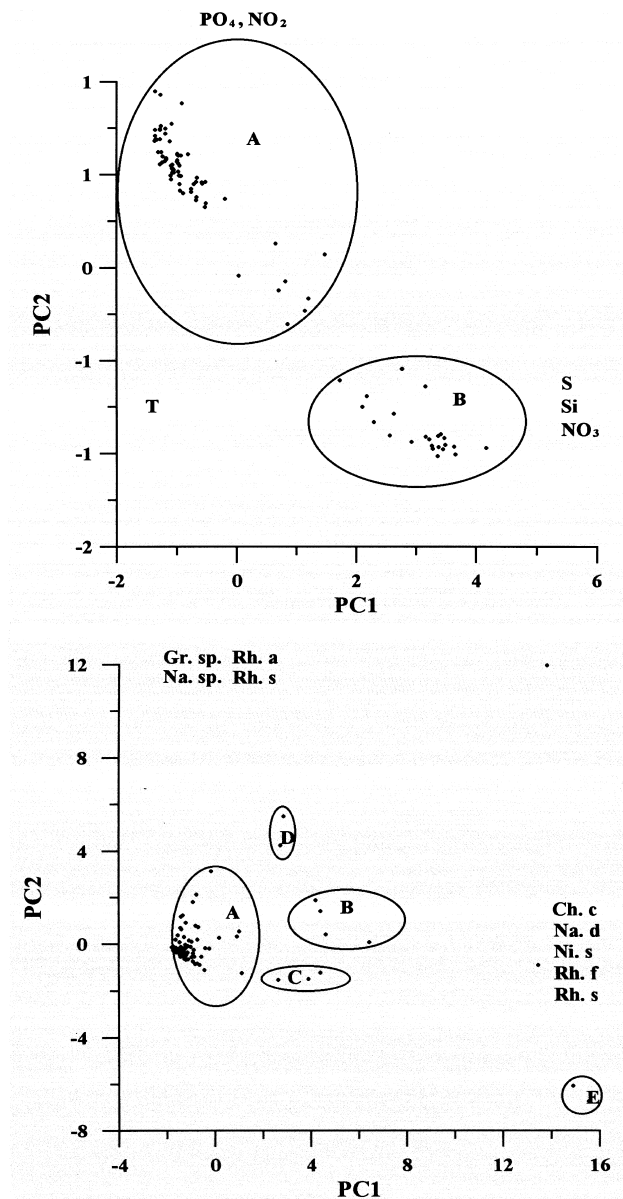 PO₄, NO₂
1
A
1
0
PC2
-1
S
T
B
Si
NO₃
-1
-2
-2
0
2
4
6
PC1
12
Gr. sp. Rh. a
Na. sp. Rh. s
8
D
4
PC2
A
B
Ch. c
Na. d
0
Ni. s
C
Rh. f
Rh. s
-4
E
-8
-4
0
4
8
12
16
PC1